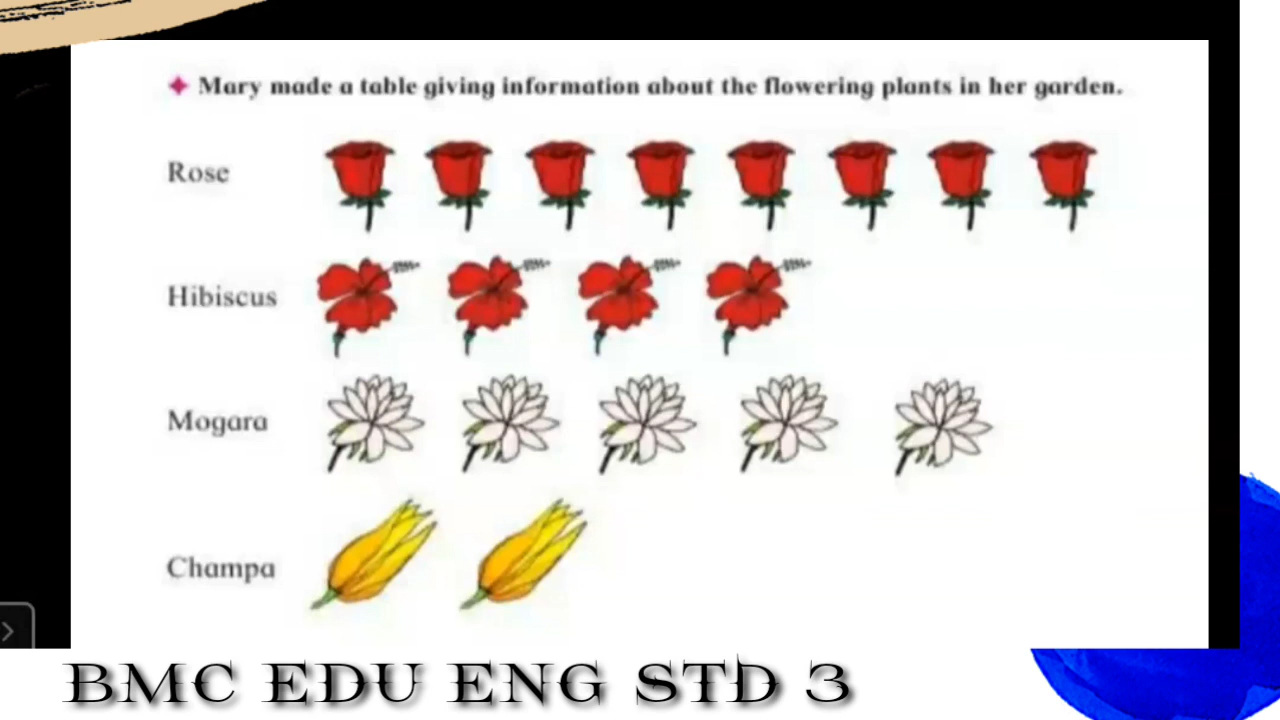 Mary made a table giving information about the flowering plants in her garden.
Rose
Hibiscus
Mogara
Champa
BMC EDU ENG STD 3